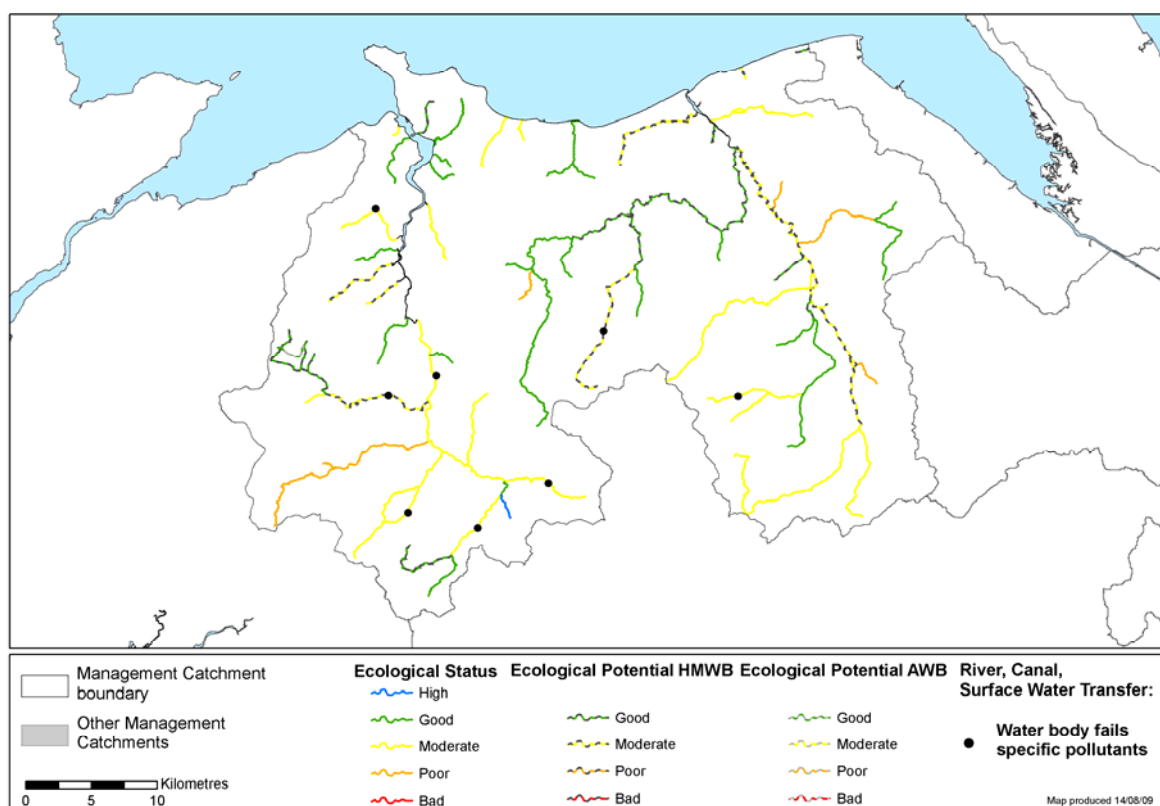 Management Catchment
boundary
Other Management
Catchments
Kilometres
0 5 10
Ecological Status
High
Good
Moderate
Poor
Bad
Ecological Potential HMWB
Good
Moderate
Poor
Bad
Ecological Potential AWB
Good
Moderate
Poor
Bad
River, Canal,
Surface Water Transfer:
Water body fails
specific pollutants
Map produced 14/08/09